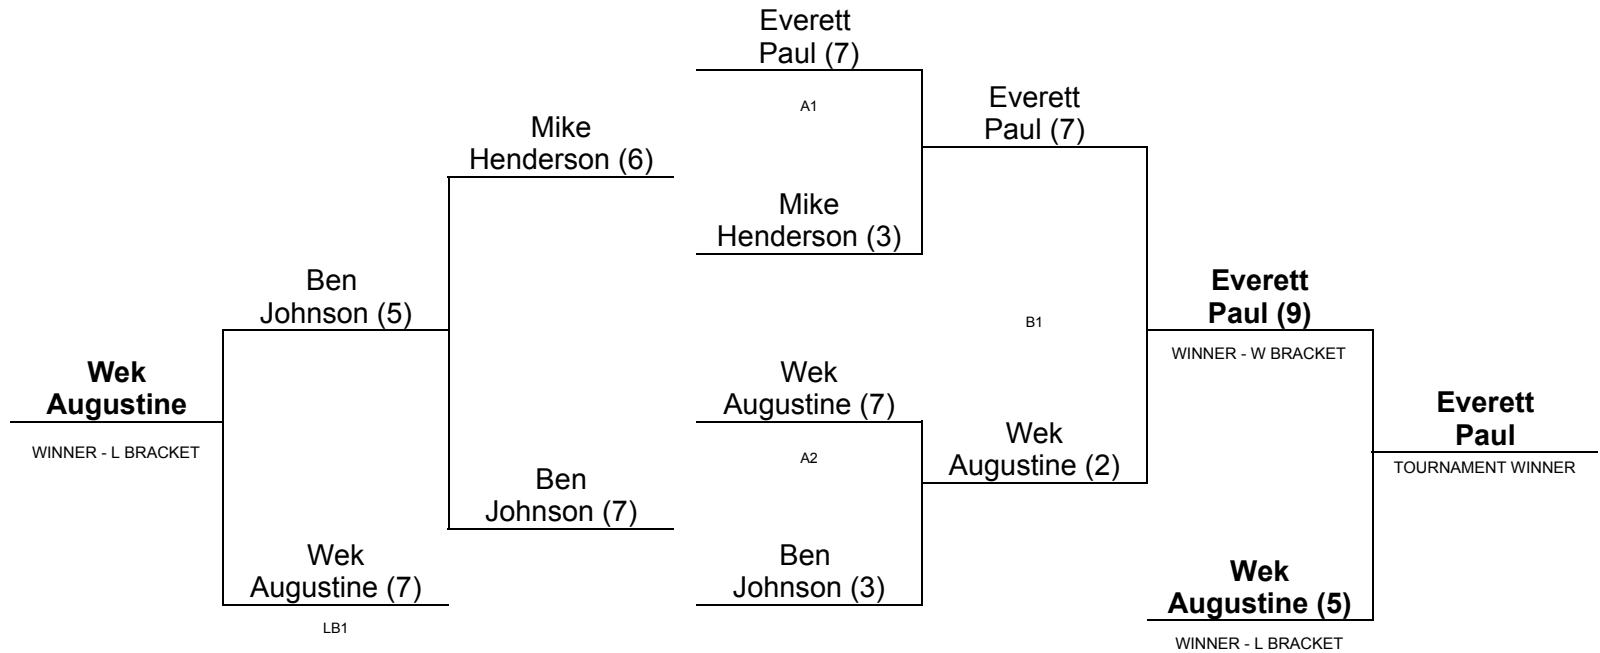 Everett
Paul (7)
A1
Everett
Paul (7)
Mike
Henderson (6)
Mike
Henderson (3)
Ben
Johnson (5)
Everett
Paul (9)
B1
WINNER - W BRACKET
Wek
Augustine
Wek
Augustine (7)
Everett
Paul
WINNER - L BRACKET
A2
Wek
Augustine (2)
TOURNAMENT WINNER
Ben
Johnson (7)
Wek
Augustine (7)
Ben
Johnson (3)
Wek
Augustine (5)
LB1
WINNER - L BRACKET